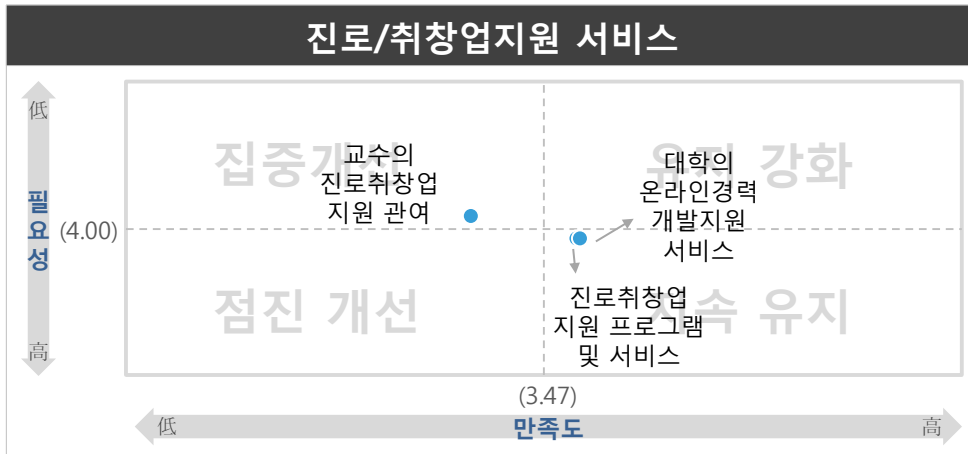 진로/취창업지원 서비스
低
필
요
성
高
(4.00)
집중개선
유지 강화
점진 개선
지속 유지
교수의
진로취창업
지원 관여
대학의
온라인경력
개발지원
서비스
진로취창업
지원 프로그램
및 서비스
(3.47)
低
만족도
高